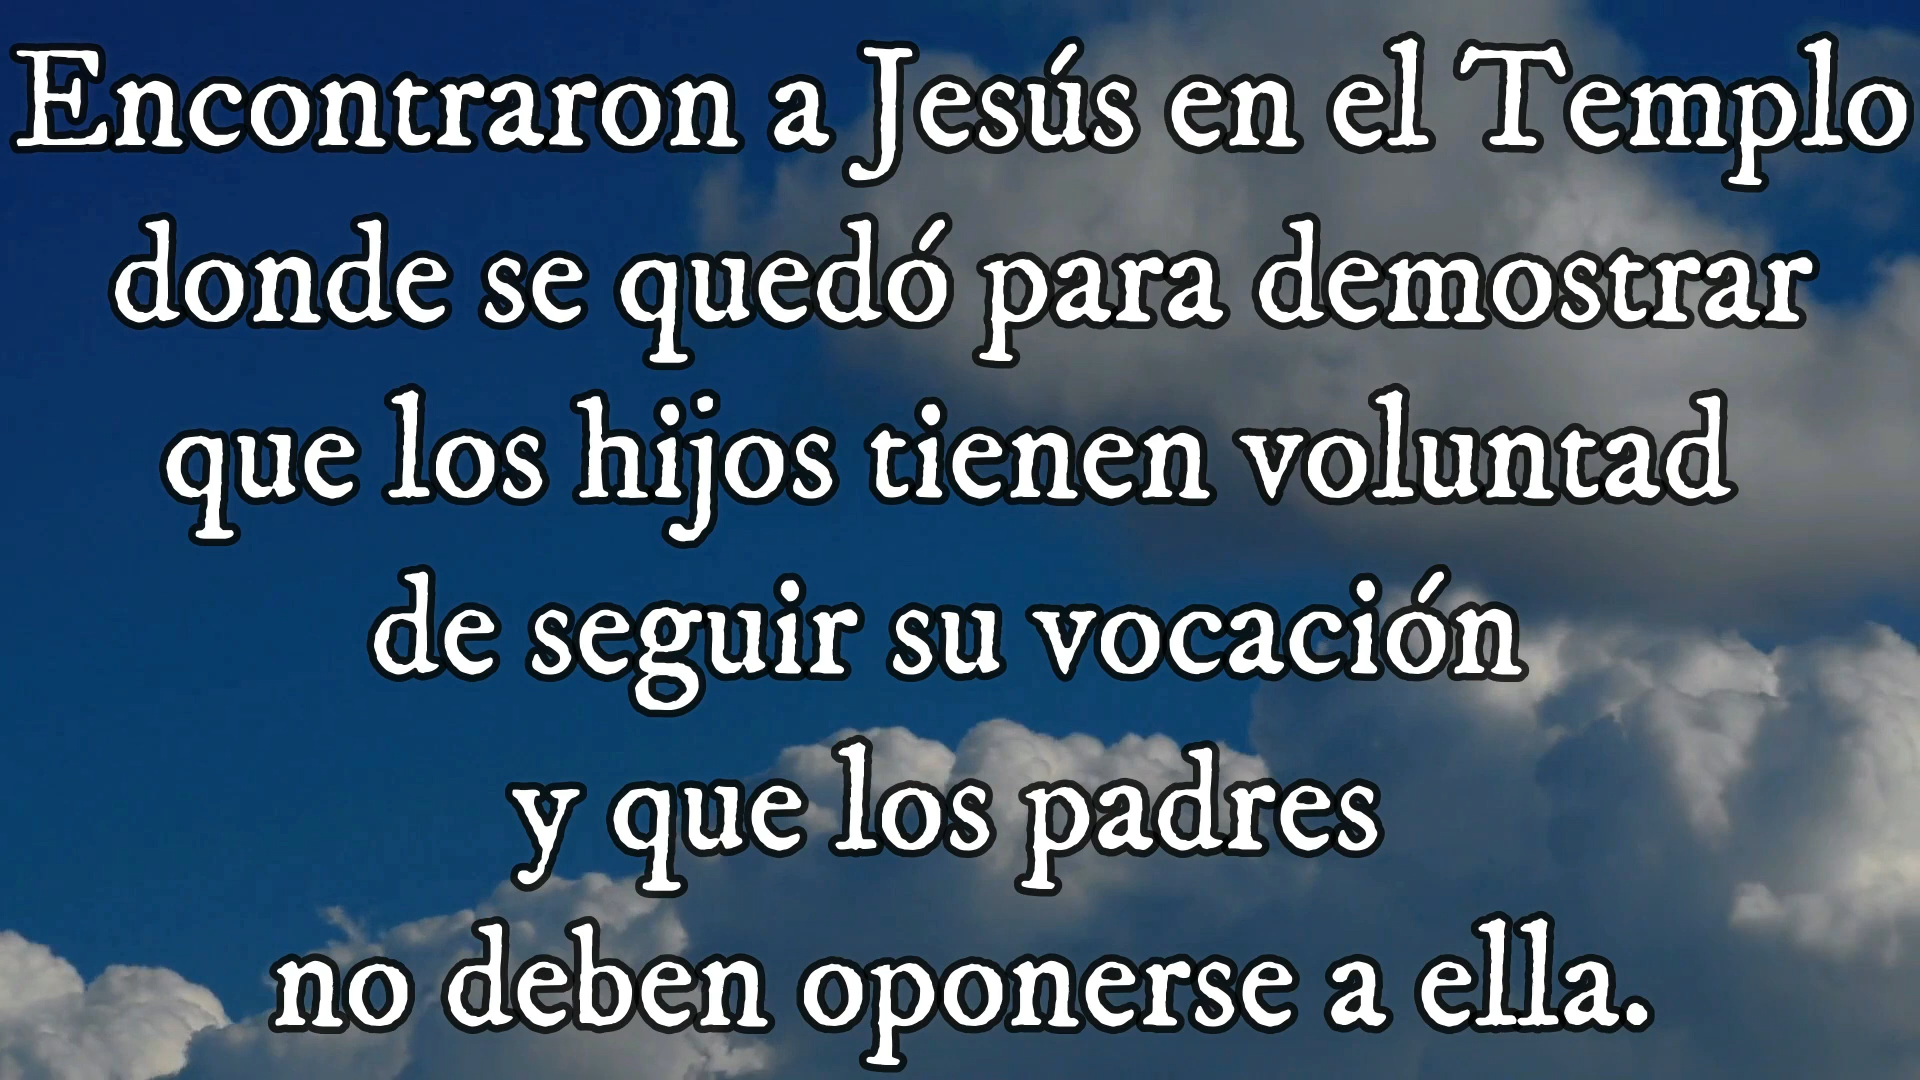 Encontraron a Jesús en el Templo
donde se quedó para demostrar
que los hijos tienen voluntad
de seguir su vocación
y que los padres
no deben oponerse a ella.